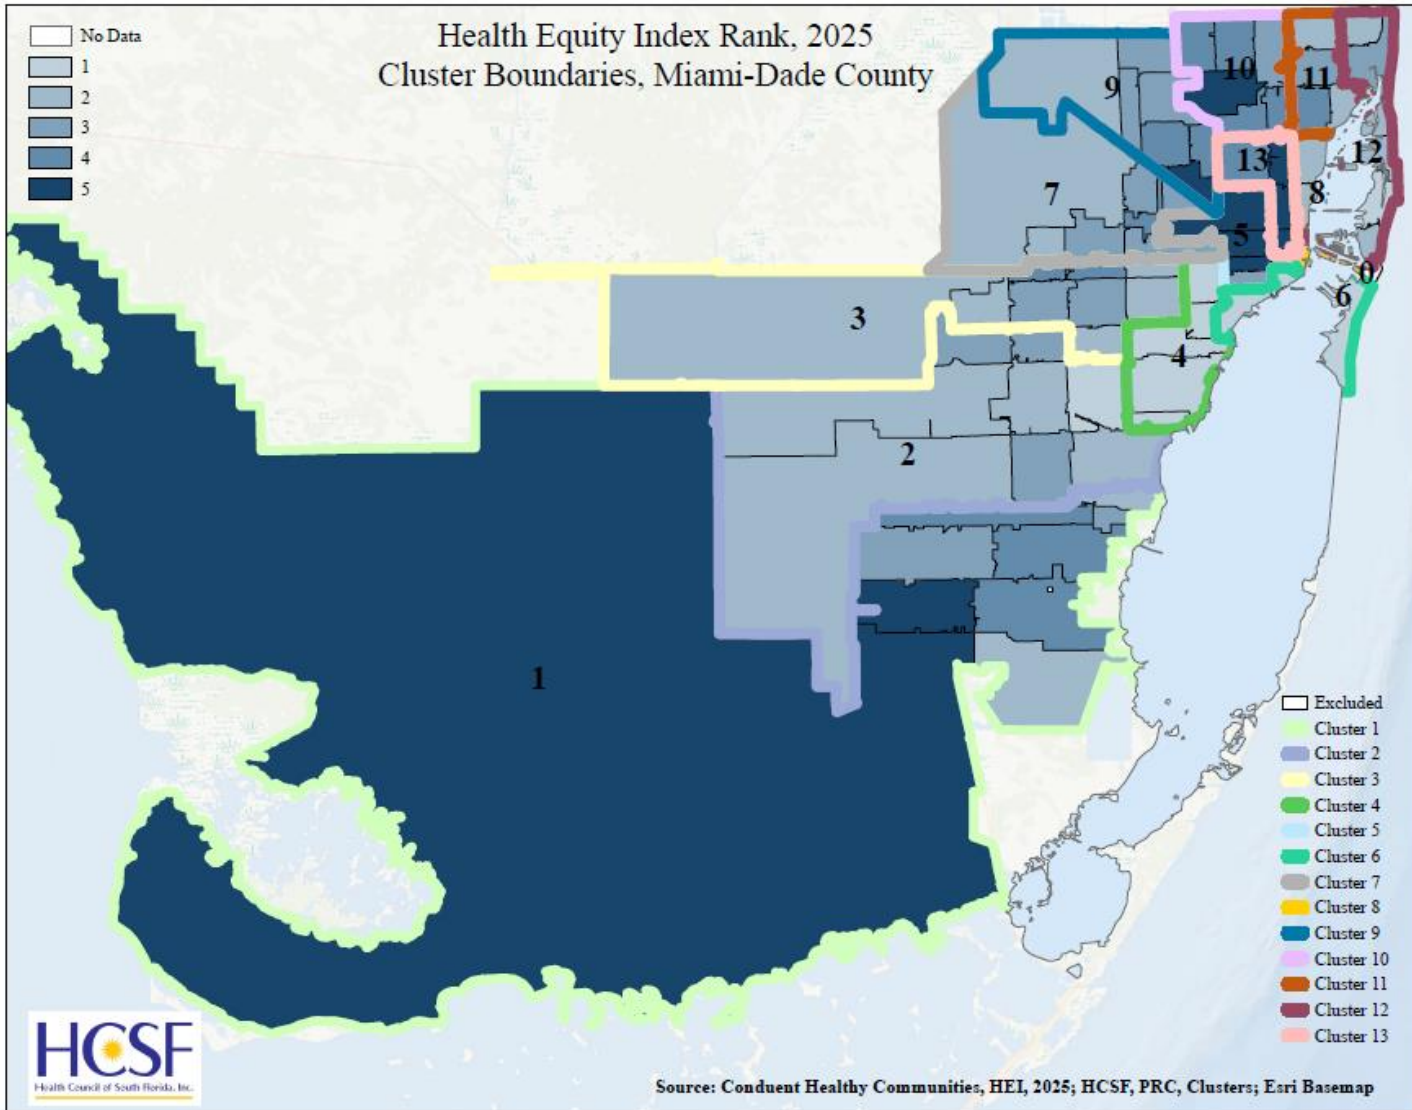 Health Equity Index Rank, 2025
Cluster Boundaries, Miami-Dade County
No Data
1
2
3
4
5
10
11
9
13
12
7
8
5
0
6
3
4
2
1
Excluded
Cluster 1
Cluster 2
Cluster 3
Cluster 4
Cluster 5
Cluster 6
Cluster 7
Cluster 8
Cluster 9
Cluster 10
Cluster 11
Cluster 12
Cluster 13
HCSF
Health Council of South Florida, Inc.
Source: Conduent Healthy Communities, HEI, 2025; HCSF, PRC, Clusters; Esri Basemap